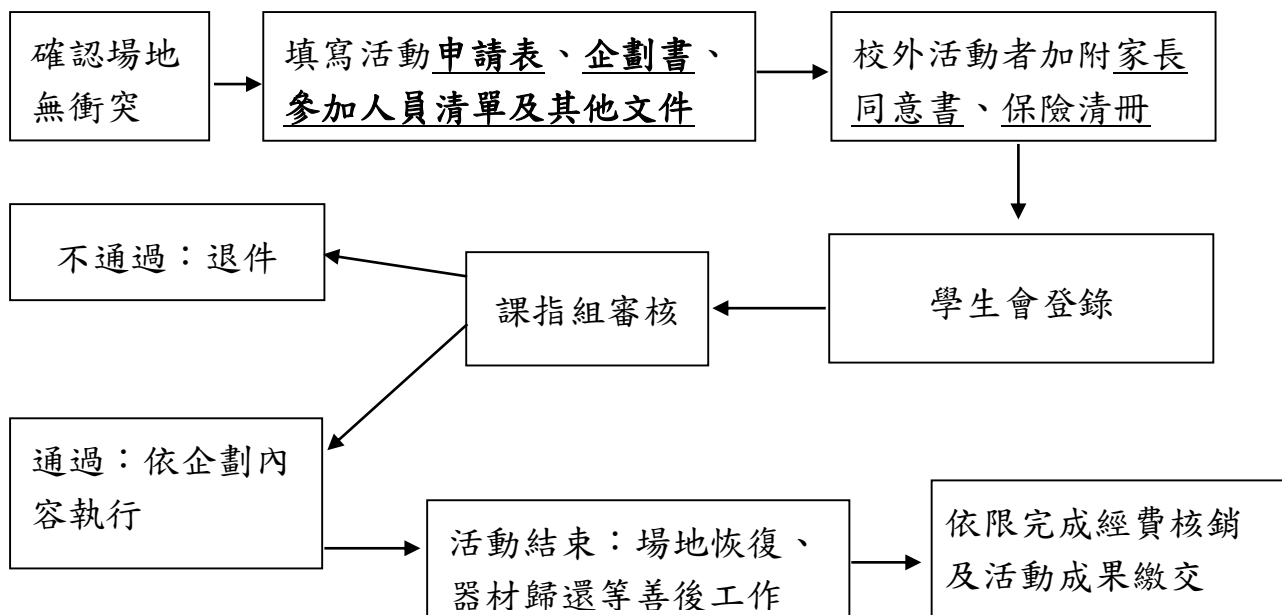 確認場地
無衝突
填寫活動申請表、企劃書、
參加人員清單及其他文件
校外活動者加附家長
同意書、保險清冊
學生會登錄
課指組審核
不通過：退件
通過：依企劃內
容執行
活動結束：場地恢復、
器材歸還等善後工作
依限完成經費核銷
及活動成果繳交